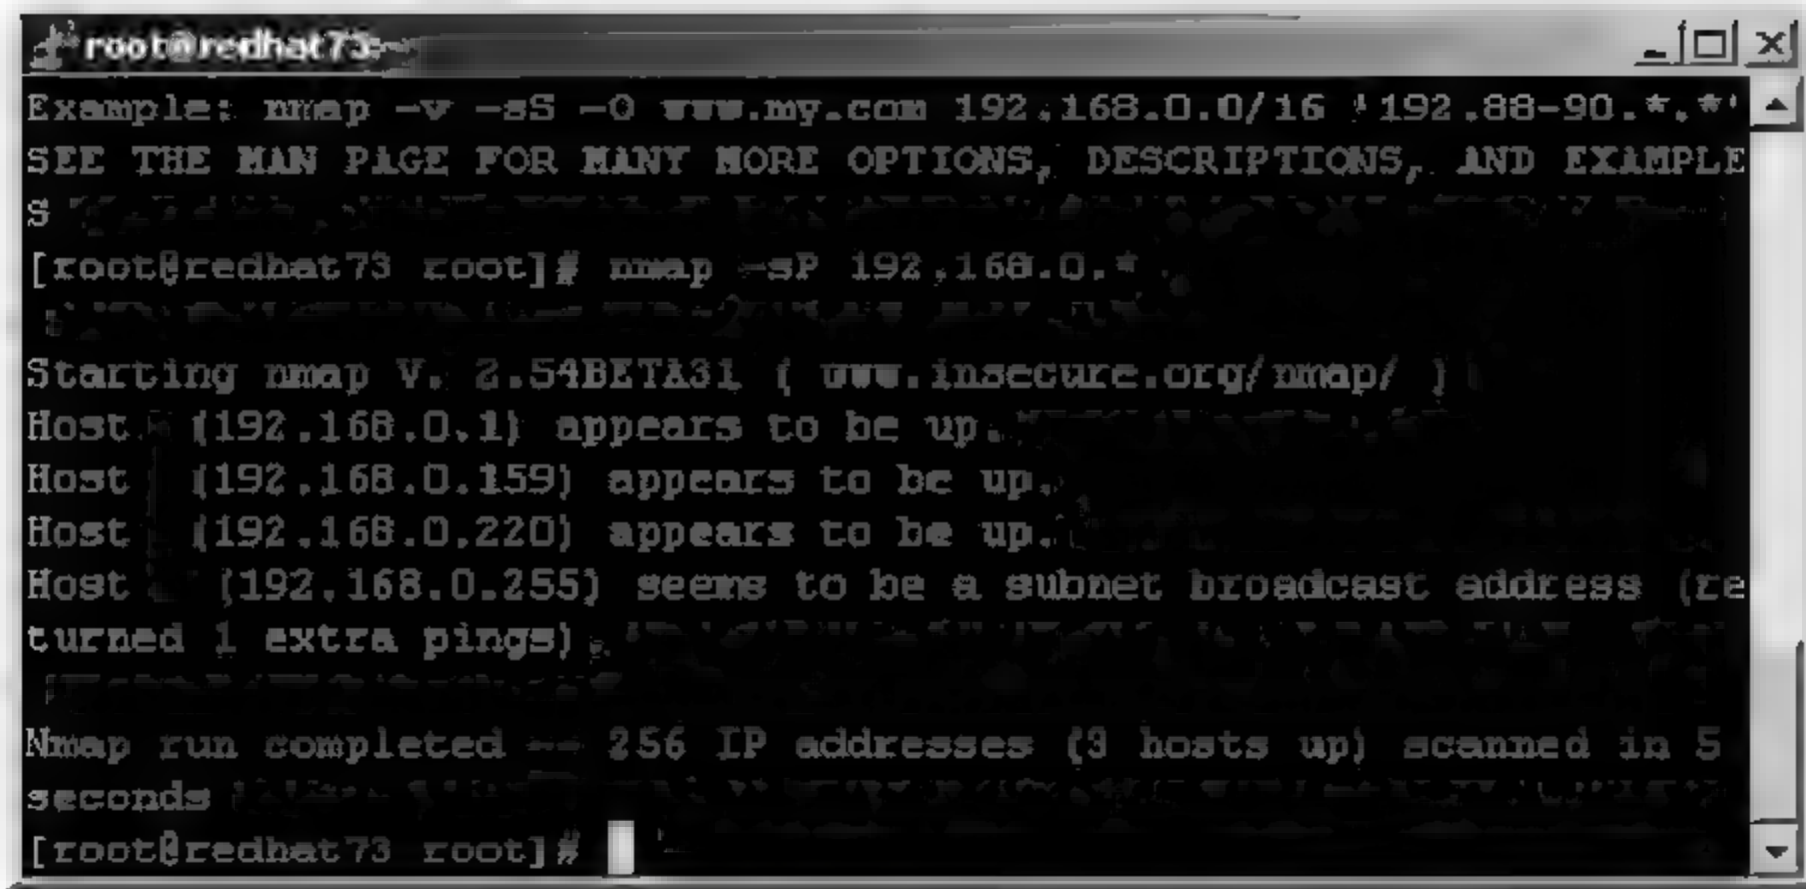 root@redhat73:~
Example: nmap -v -sS -O www.my.com 192.168.0.0/16 '192.88-90.*.*'
SEE THE MAN PAGE FOR MANY MORE OPTIONS, DESCRIPTIONS, AND EXAMPLE
S
[root@redhat73 root]# nmap -sP 192.168.0.*
Starting nmap V. 2.54BETA31 ( www.insecure.org/nmap/ )
Host (192.168.0.1) appears to be up.
Host (192.168.0.159) appears to be up.
Host (192.168.0.220) appears to be up.
Host (192.168.0.255) seems to be a subnet broadcast address (re
turned 1 extra pings).
Nmap run completed -- 256 IP addresses (3 hosts up) scanned in 5
seconds
[root@redhat73 root]#